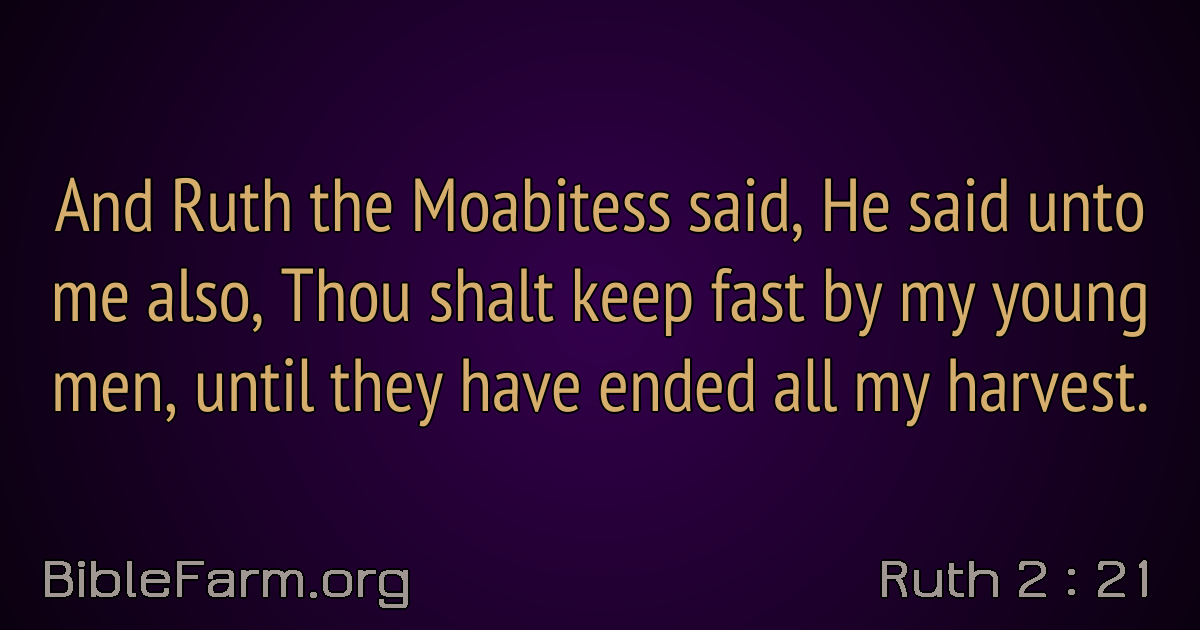 And Ruth the Moabitess said, He said unto
me also, Thou shalt keep fast by my young
men, until they have ended all my harvest.
BibleFarm.org
Ruth 2 : 21